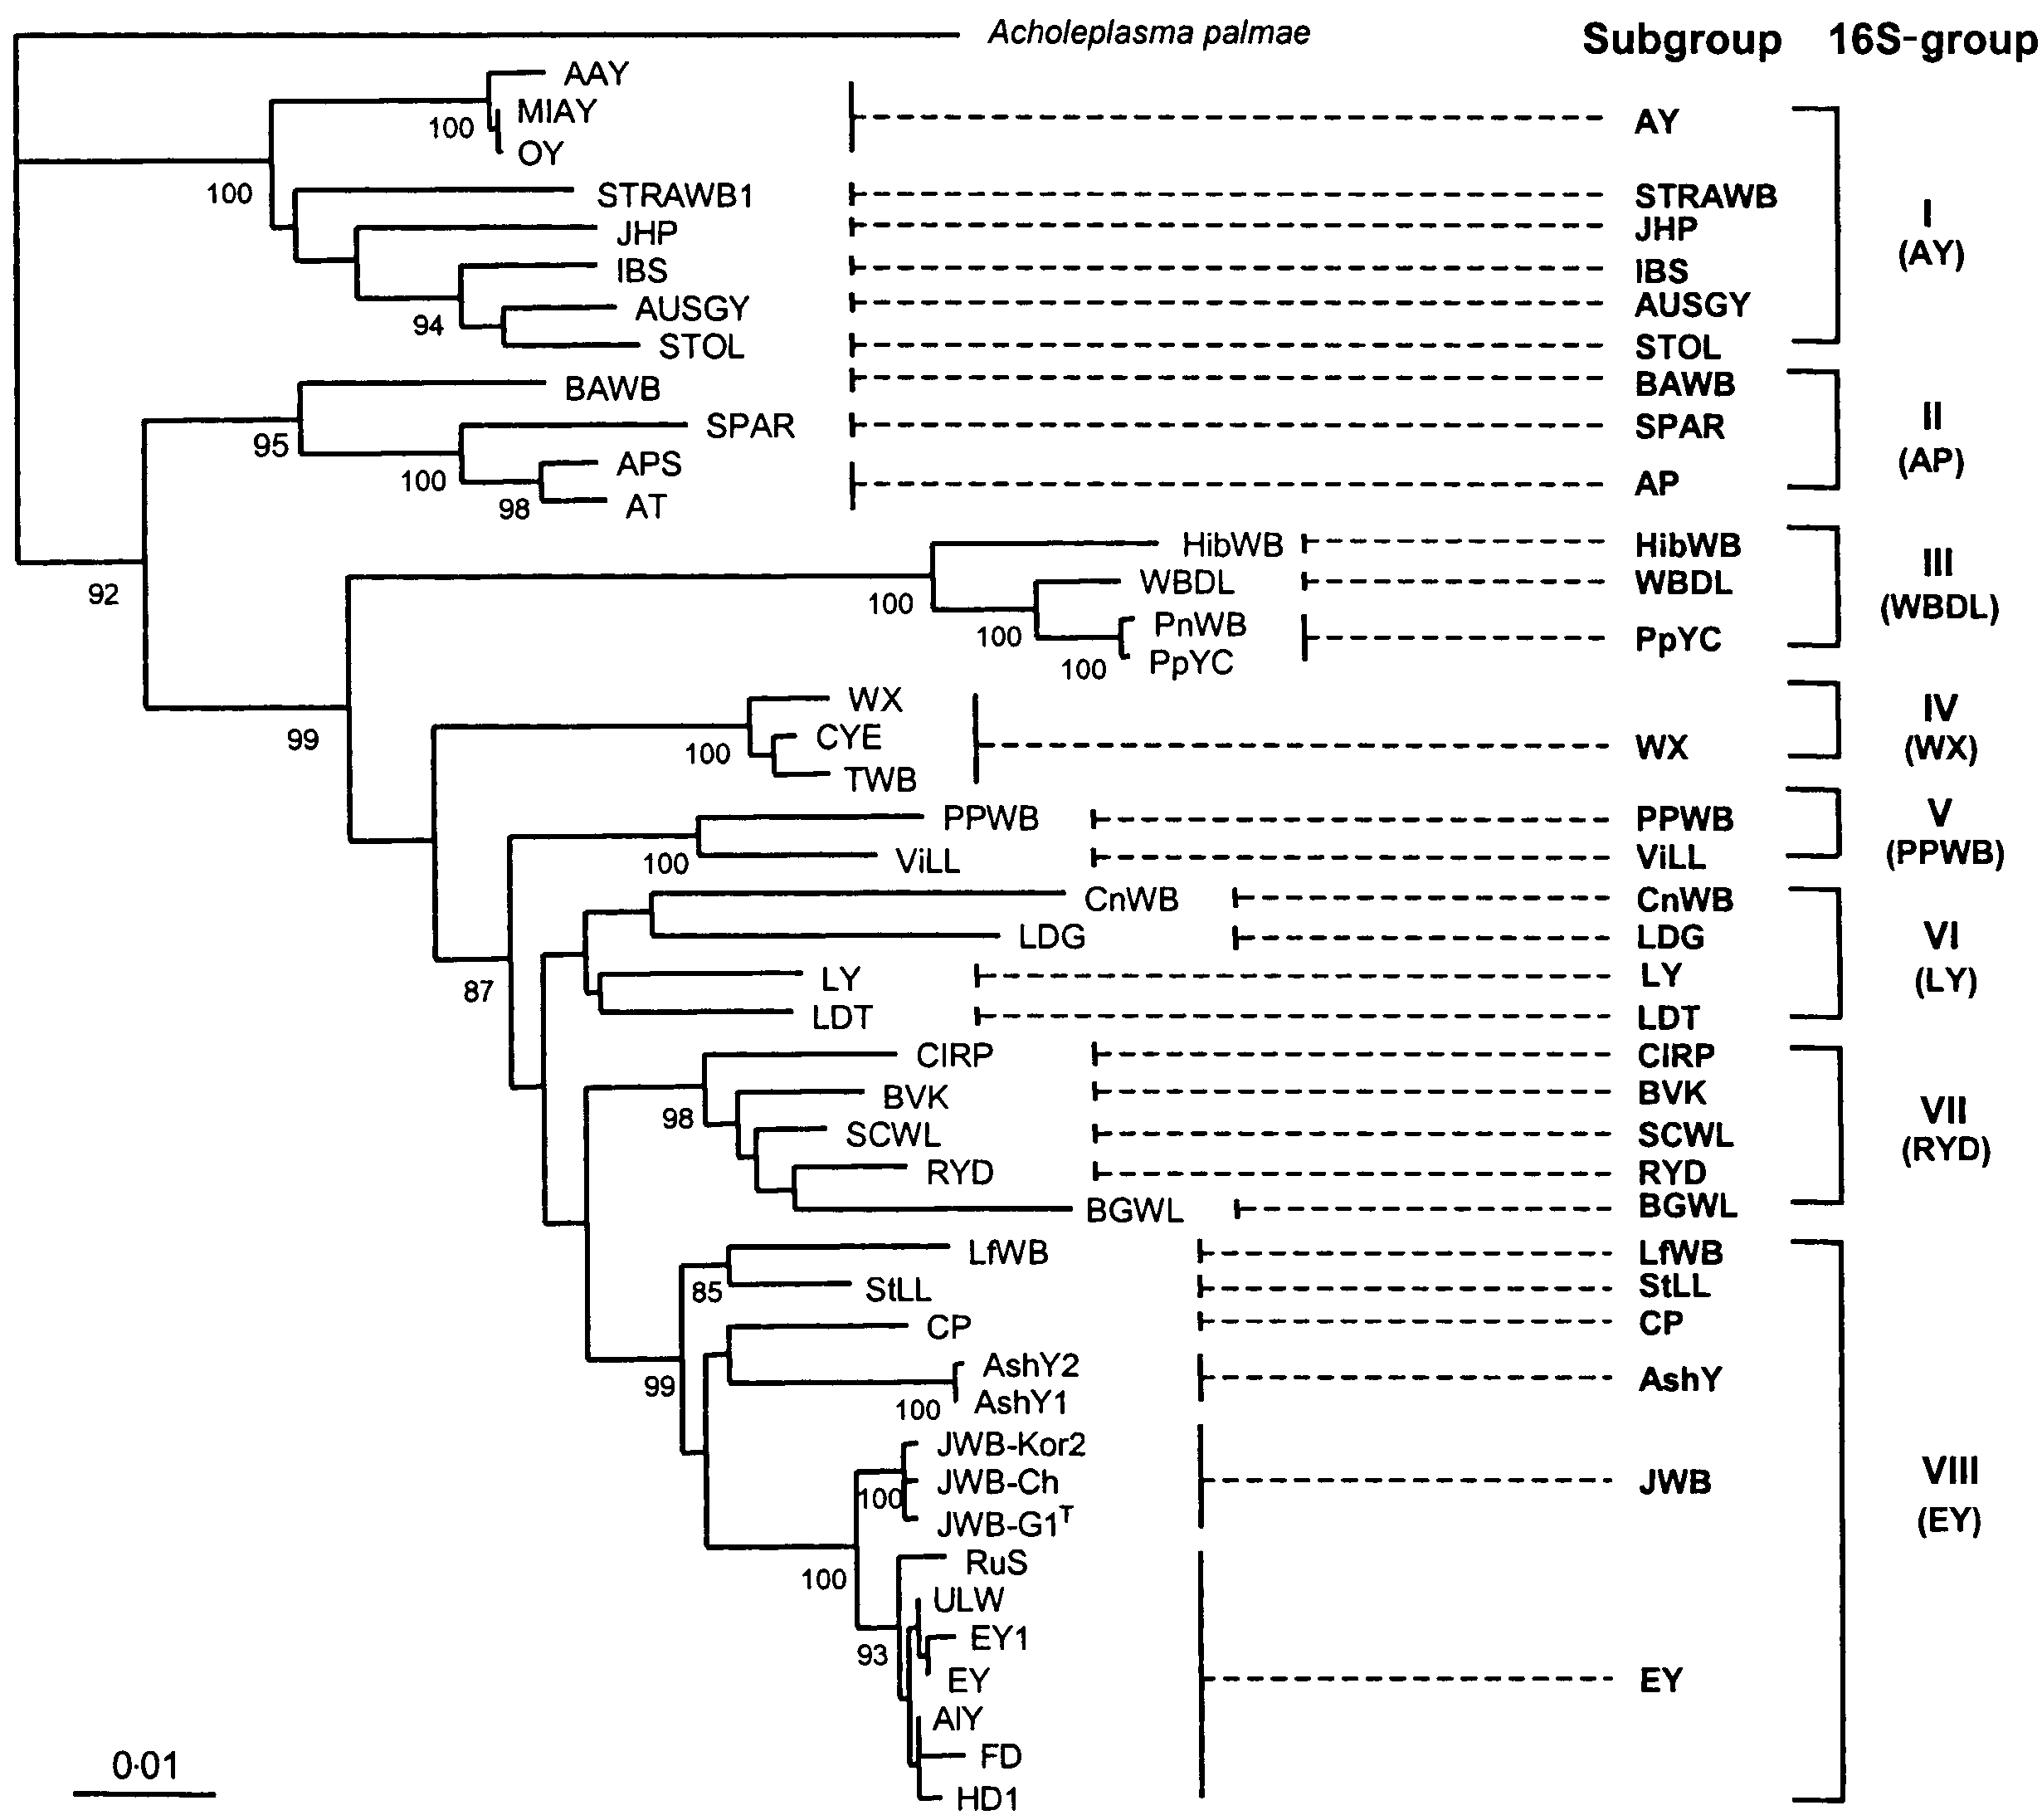 Acholeplasma palmae Subgroup 16S-group
AAY
MIAY
100 AY
OY
100
STRAWB1 STRAWB
JHP JHP
I
(AY)
IBS IBS
AUSGY AUSGY
94
STOL STOL
BAWB BAWB
II
(AP)
95
SPAR SPAR
APS
100
AP
98 AT
HibWB HibWB
III
(WBDL)
92
WBDL WBDL
100
PnWB
100 PpYC
100 PpYC
WX
IV
(WX)
99
CYE
100 WX
TWB
PPWB PPWB
V
(PPWB)
100
ViLL ViLL
CnWB CnWB
LDG LDG
VI
(LY)
LY LY
87
LDT LDT
CIRP CIRP
BVK BVK
98
VII
(RYD)
SCWL SCWL
RYD RYD
BGWL BGWL
LfWB LfWB
85
StLL StLL
CP CP
AshY2
99 AshY
100 AshY1
JWB-Kor2
JWB-Ch
100 JWB
VIII
(EY)
JWB-G1T
RuS
100
ULW
EY1
93
EY EY
AlY
FD
0·01
HD1